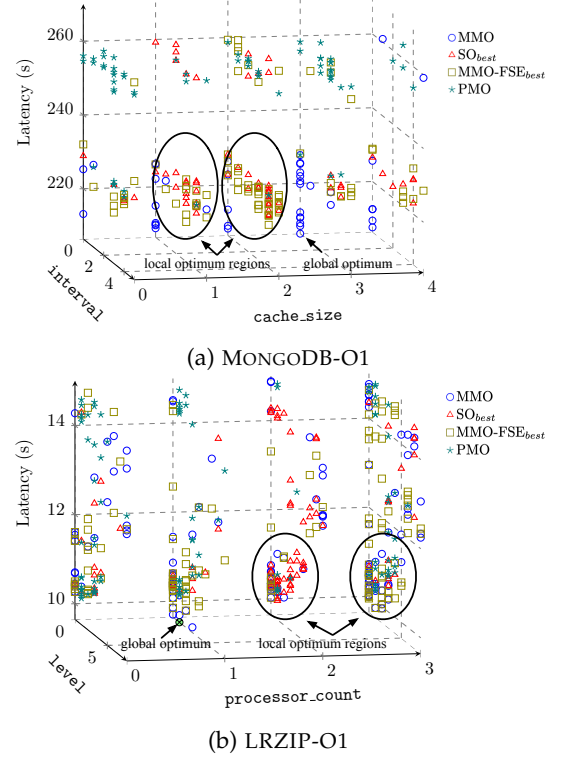 260
240
220
0
2
4
0
1
2
3
4
Latency (s)
interval
cache_size
local optimum regions
global optimum
MMO
SO_best
MMO-FSE_best
PMO
(a) MONGODB-O1
14
12
10
0
5
0
1
2
3
Latency (s)
level
processor_count
global optimum
local optimum regions
MMO
SO_best
MMO-FSE_best
PMO
(b) LRZIP-O1